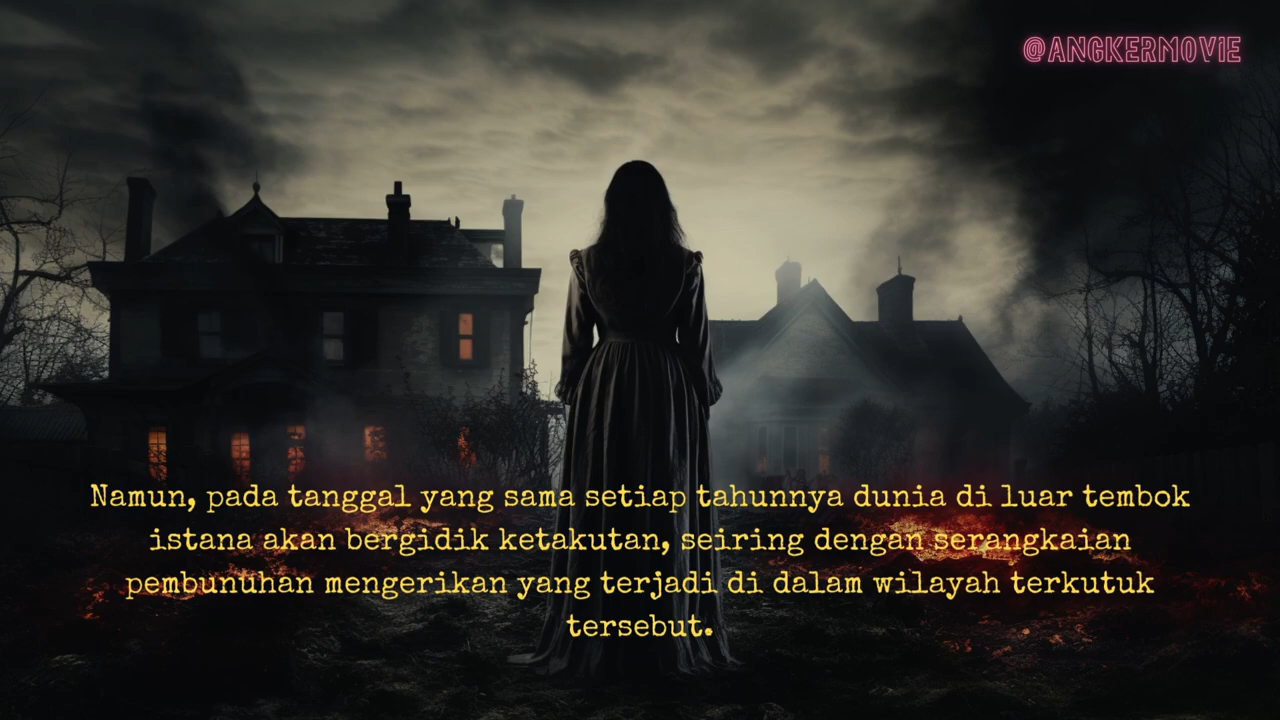 @ANGKERMOVIE
Namun, pada tanggal yang sama setiap tahunnya dunia di luar tembok
istana akan bergidik ketakutan, seiring dengan serangkaian
pembunuhan mengerikan yang terjadi di dalam wilayah terkutuk
tersebut.